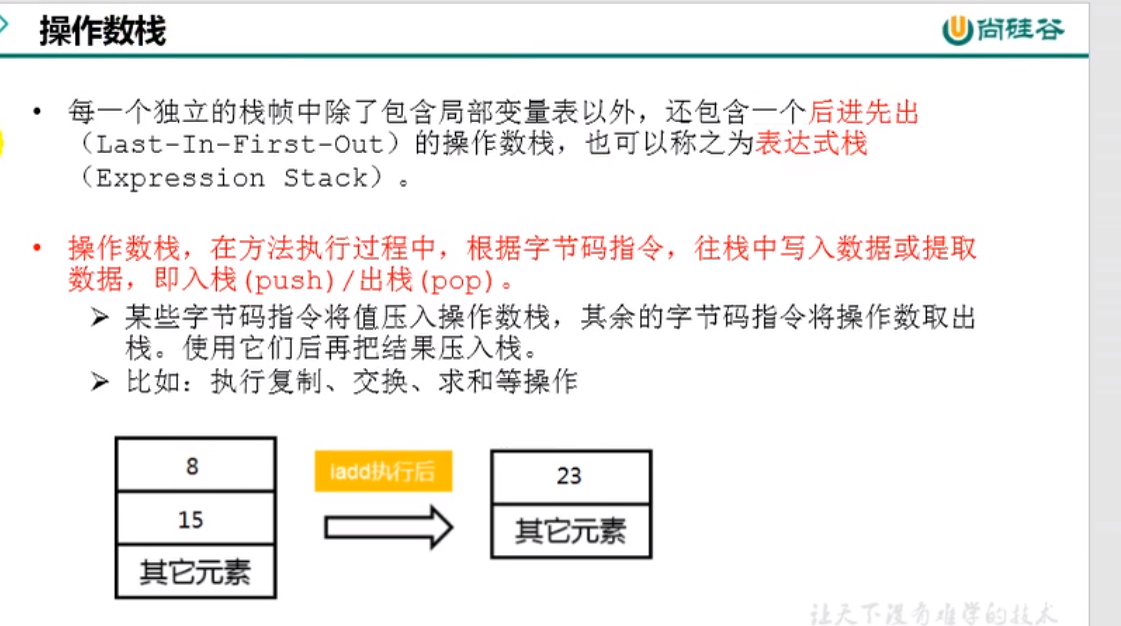 操作数栈
尚硅谷
• 每一个独立的栈帧中除了包含局部变量表以外，还包含一个后进先出
（Last-In-First-Out）的操作数栈，也可以称之为表达式栈
（Expression Stack）。
• 操作数栈，在方法执行过程中，根据字节码指令，往栈中写入数据或提取
数据，即入栈(push)/出栈(pop)。
➢ 某些字节码指令将值压入操作数栈，其余的字节码指令将操作数取出
栈。使用它们后再把结果压入栈。
➢ 比如：执行复制、交换、求和等操作
8
15
其它元素
iadd执行后
23
其它元素
让天下没有难学的技术